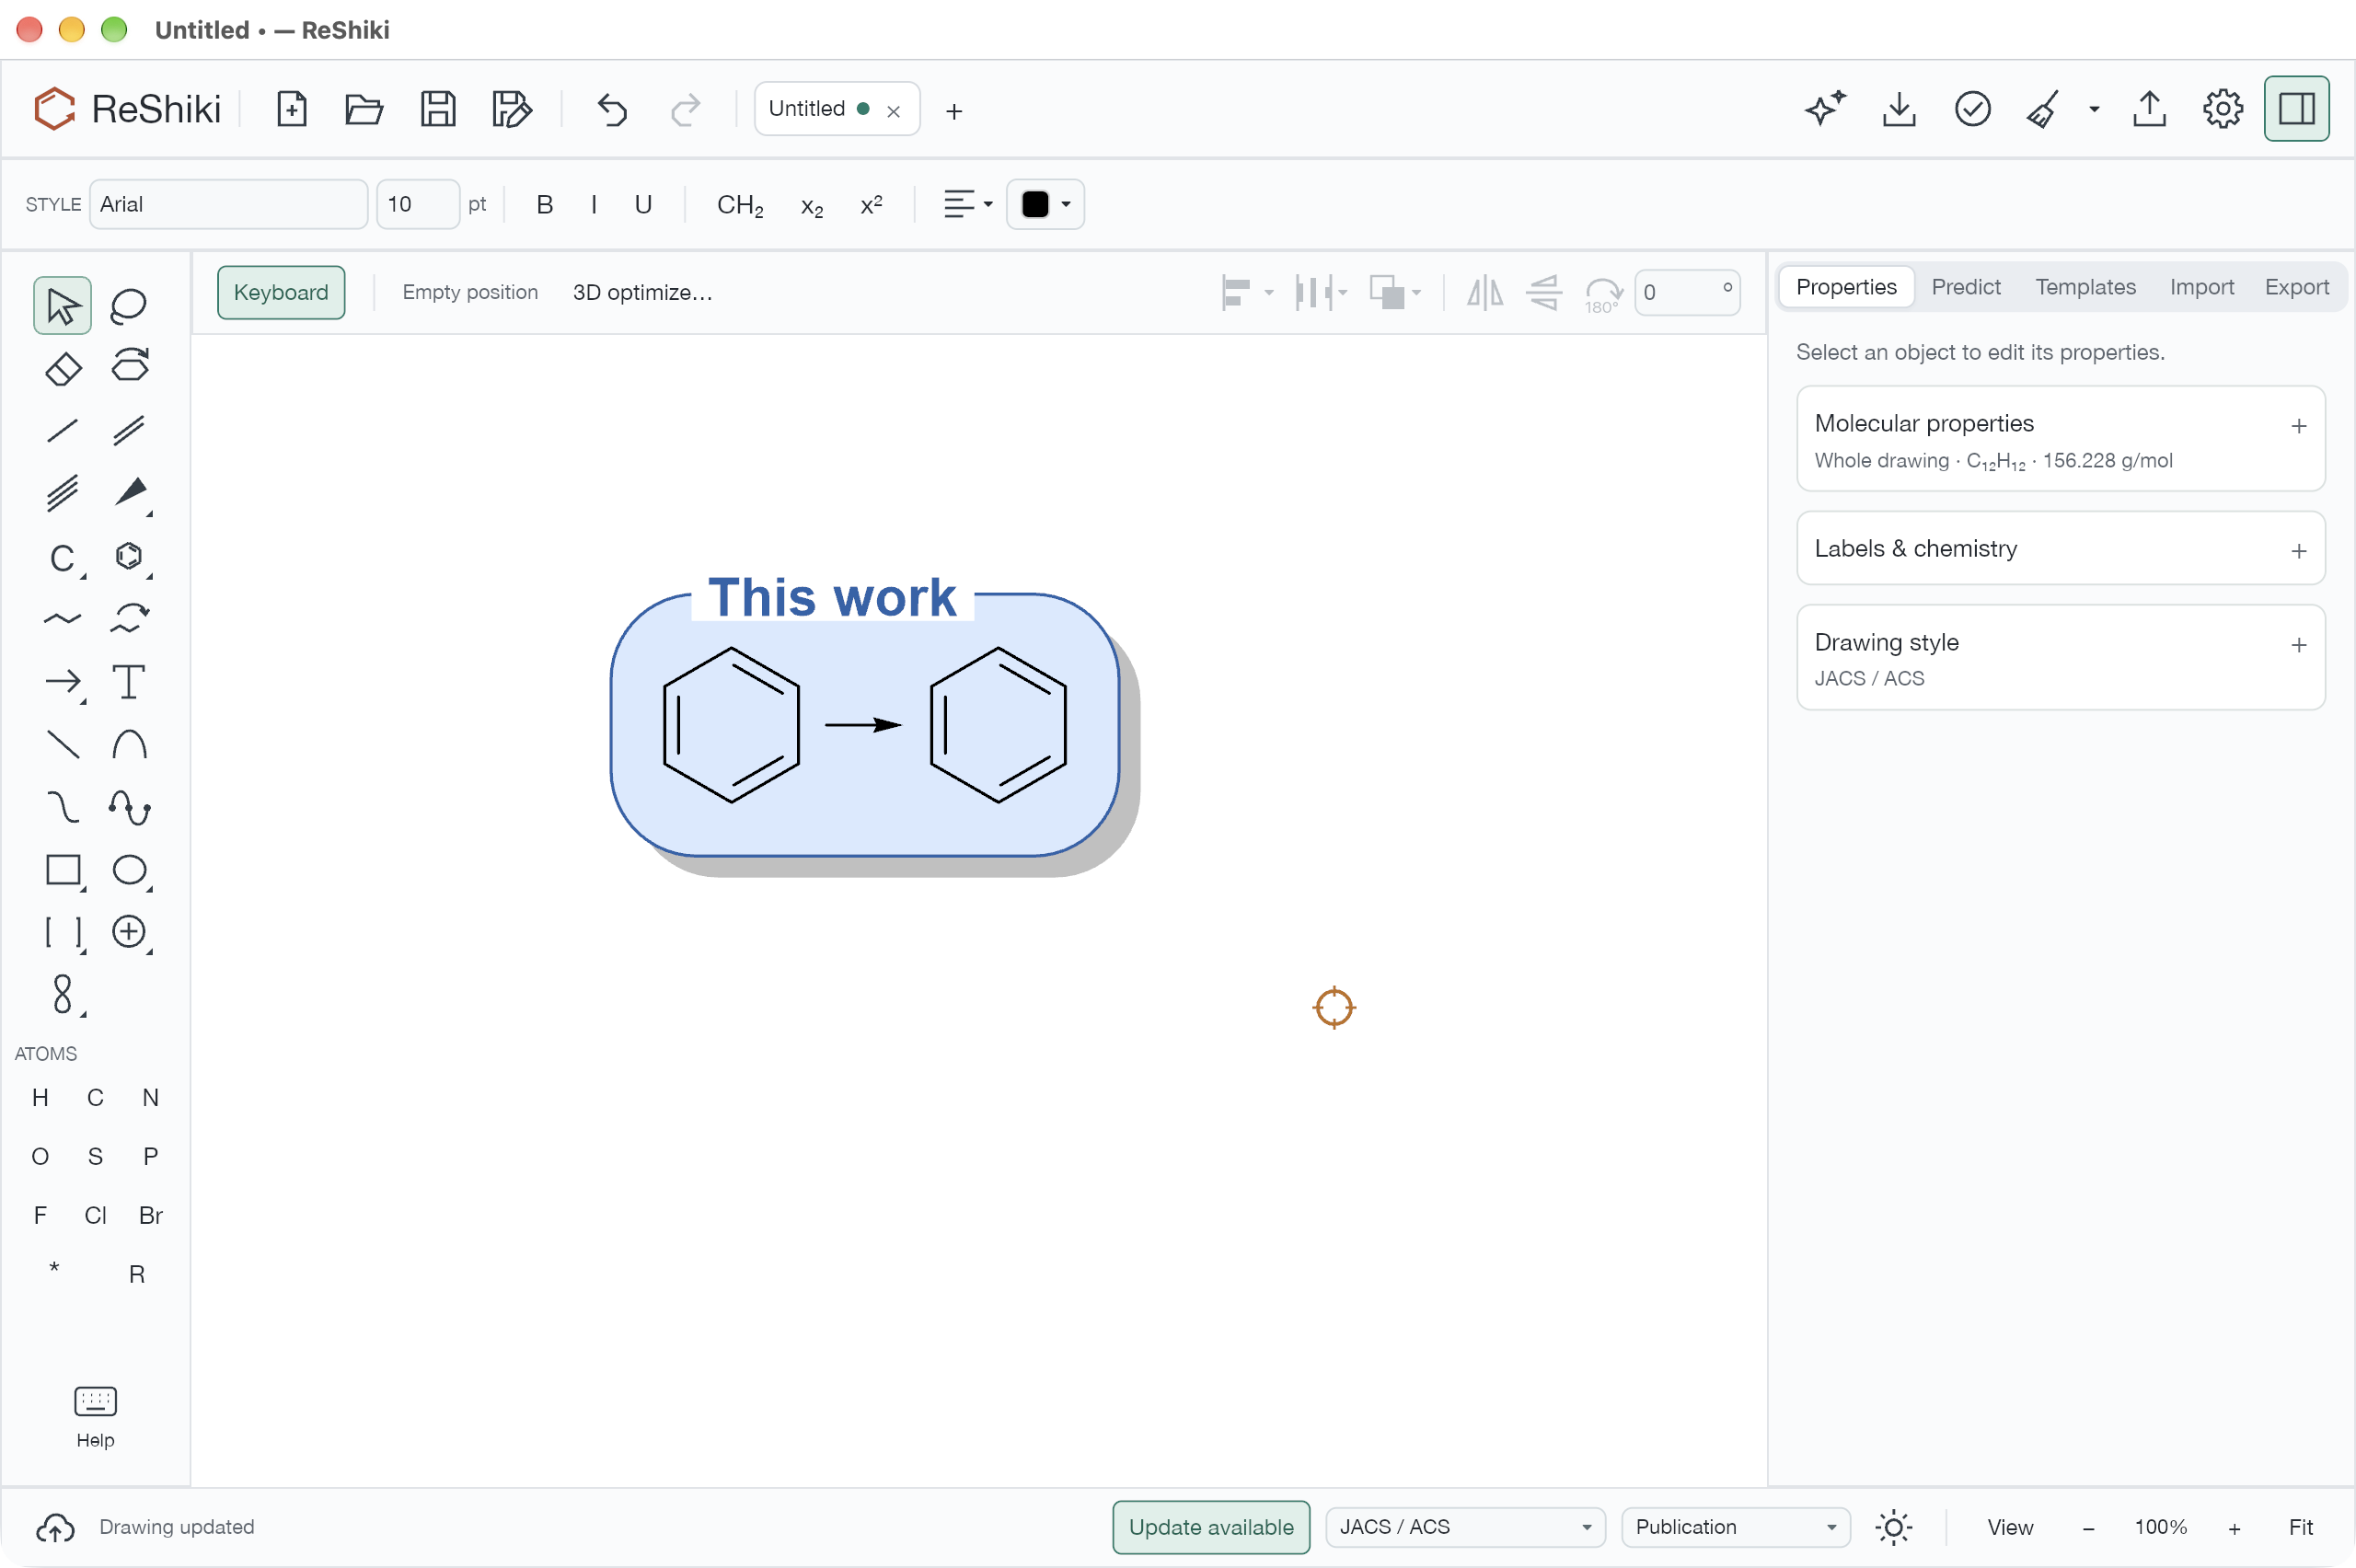 Untitled • — ReShiki
ReShiki
Untitled
STYLE Arial 10 pt B I U CH₂ x₂ x²
Keyboard Empty position 3D optimize... 180° 0 °
Properties Predict Templates Import Export
Select an object to edit its properties.
Molecular properties
Whole drawing · C₁₂H₁₂ · 156.228 g/mol
Labels & chemistry
Drawing style
JACS / ACS
C
T
This work
ATOMS
H C N
O S P
F Cl Br
* R
Help
Drawing updated Update available JACS / ACS Publication View – 100% + Fit